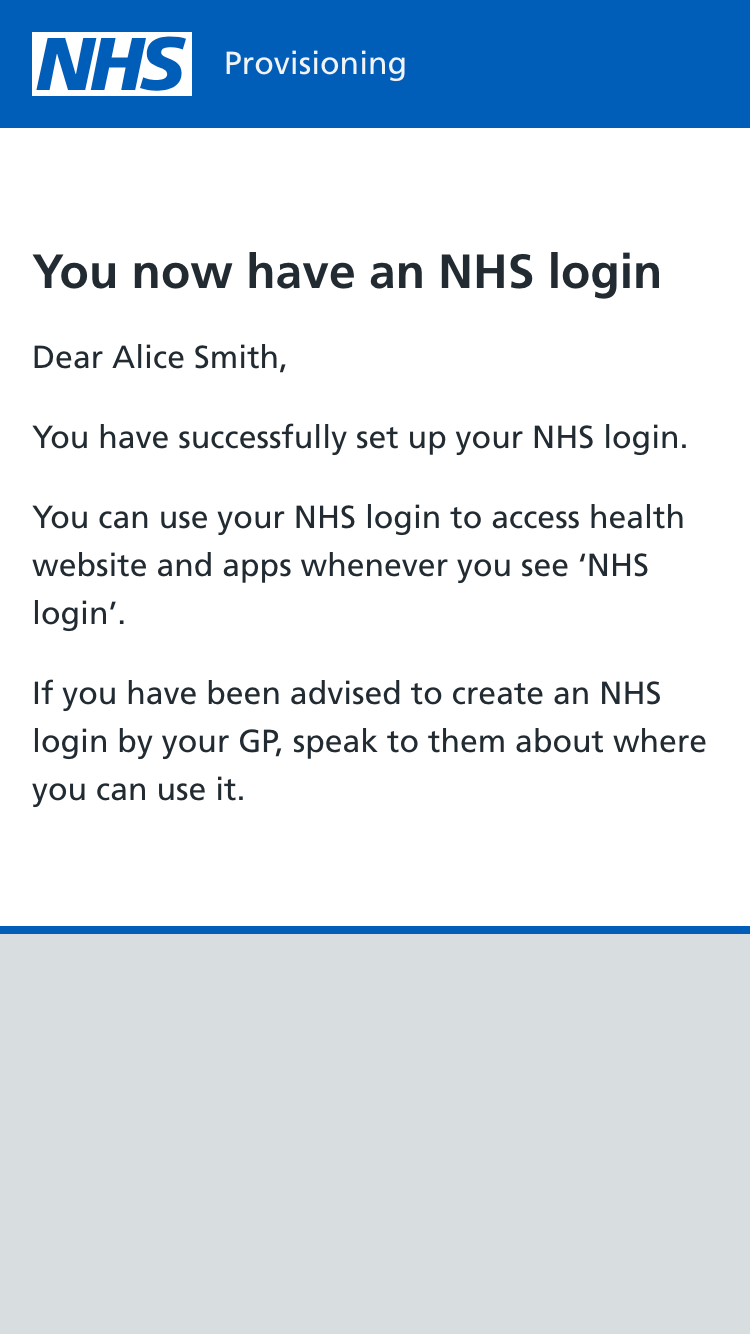 NHS Provisioning
You now have an NHS login
Dear Alice Smith,
You have successfully set up your NHS login.
You can use your NHS login to access health
website and apps whenever you see ‘NHS
login’.
If you have been advised to create an NHS
login by your GP, speak to them about where
you can use it.